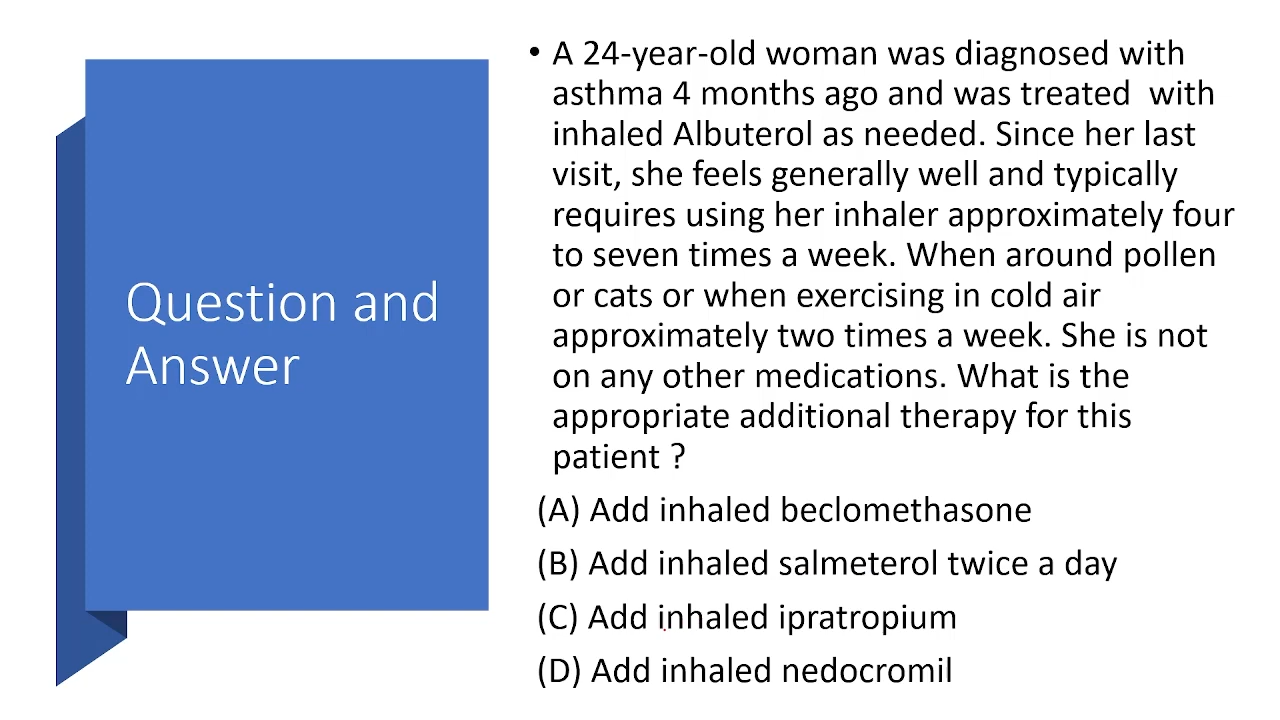 Question and
Answer
• A 24-year-old woman was diagnosed with
asthma 4 months ago and was treated with
inhaled Albuterol as needed. Since her last
visit, she feels generally well and typically
requires using her inhaler approximately four
to seven times a week. When around pollen
or cats or when exercising in cold air
approximately two times a week. She is not
on any other medications. What is the
appropriate additional therapy for this
patient ?
(A) Add inhaled beclomethasone
(B) Add inhaled salmeterol twice a day
(C) Add inhaled ipratropium
(D) Add inhaled nedocromil